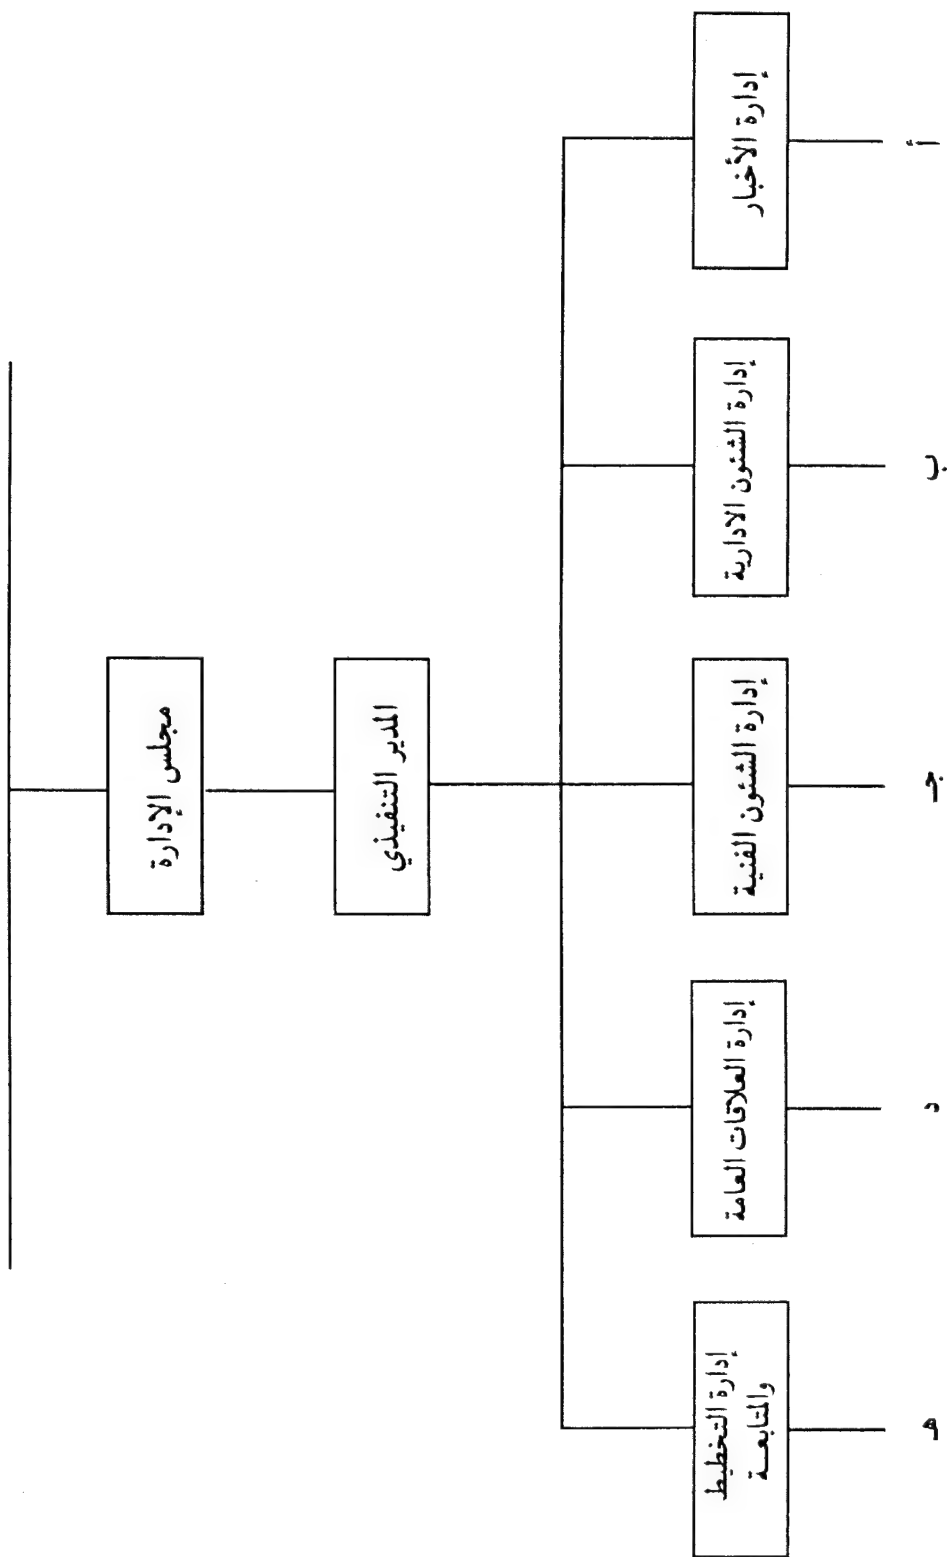 مجلس الإدارة
المدير التنفيذي
إدارة الأخبار
إدارة الشئون الادارية
إدارة الشئون الفنية
إدارة العلاقات العامة
إدارة التخطيط
والمتابعـة
أ
ب
جـ
د
هـ